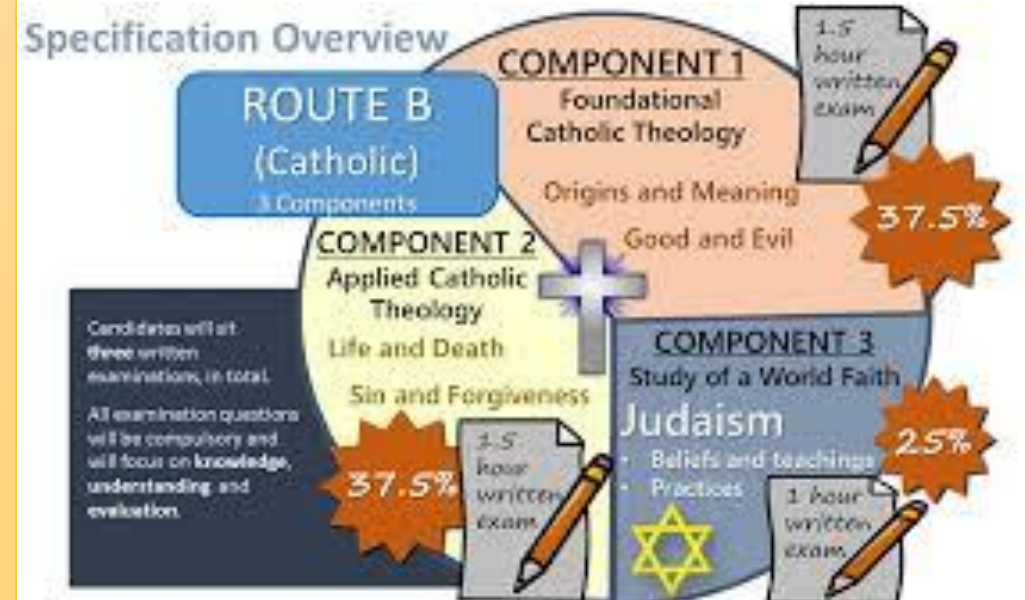 Specification Overview
ROUTE B
(Catholic)
3 Components
COMPONENT 1
Foundational
Catholic Theology
Origins and Meaning
Good and Evil
1.5
hour
written
exam
37.5%
COMPONENT 2
Applied Catholic
Theology
Life and Death
Sin and Forgiveness
37.5%
1.5
hour
written
exam
COMPONENT 3
Study of a World Faith
Judaism
• Beliefs and teachings
• Practices
25%
1 hour
written
exam
Candidates will sit
three written
examinations, in total.
All examination questions
will be compulsory and
will focus on knowledge,
understanding and
evaluation.